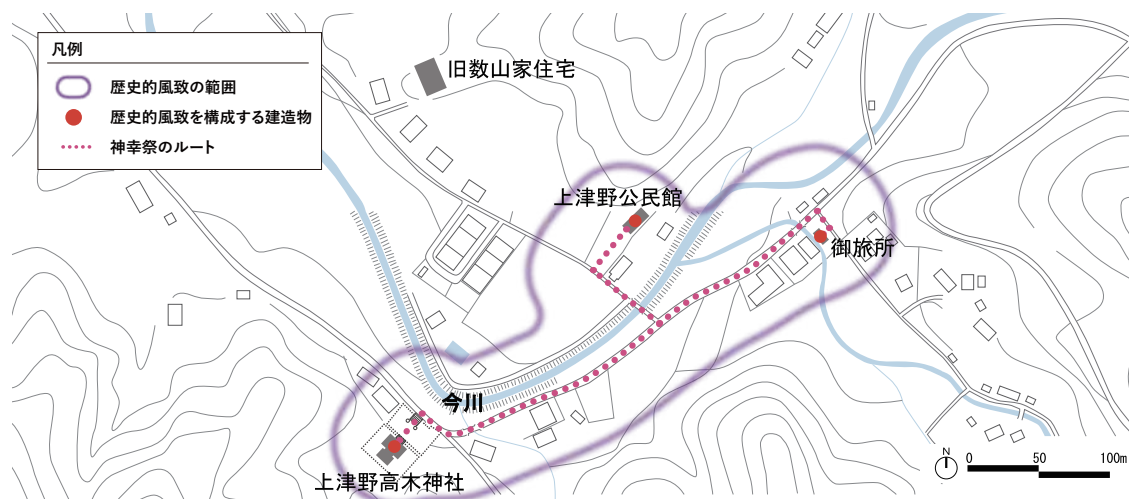 凡例
歴史的風致の範囲
歴史的風致を構成する建造物
神幸祭のルート
旧数山家住宅
上津野公民館
御旅所
今川
上津野高木神社
N
0 50 100m